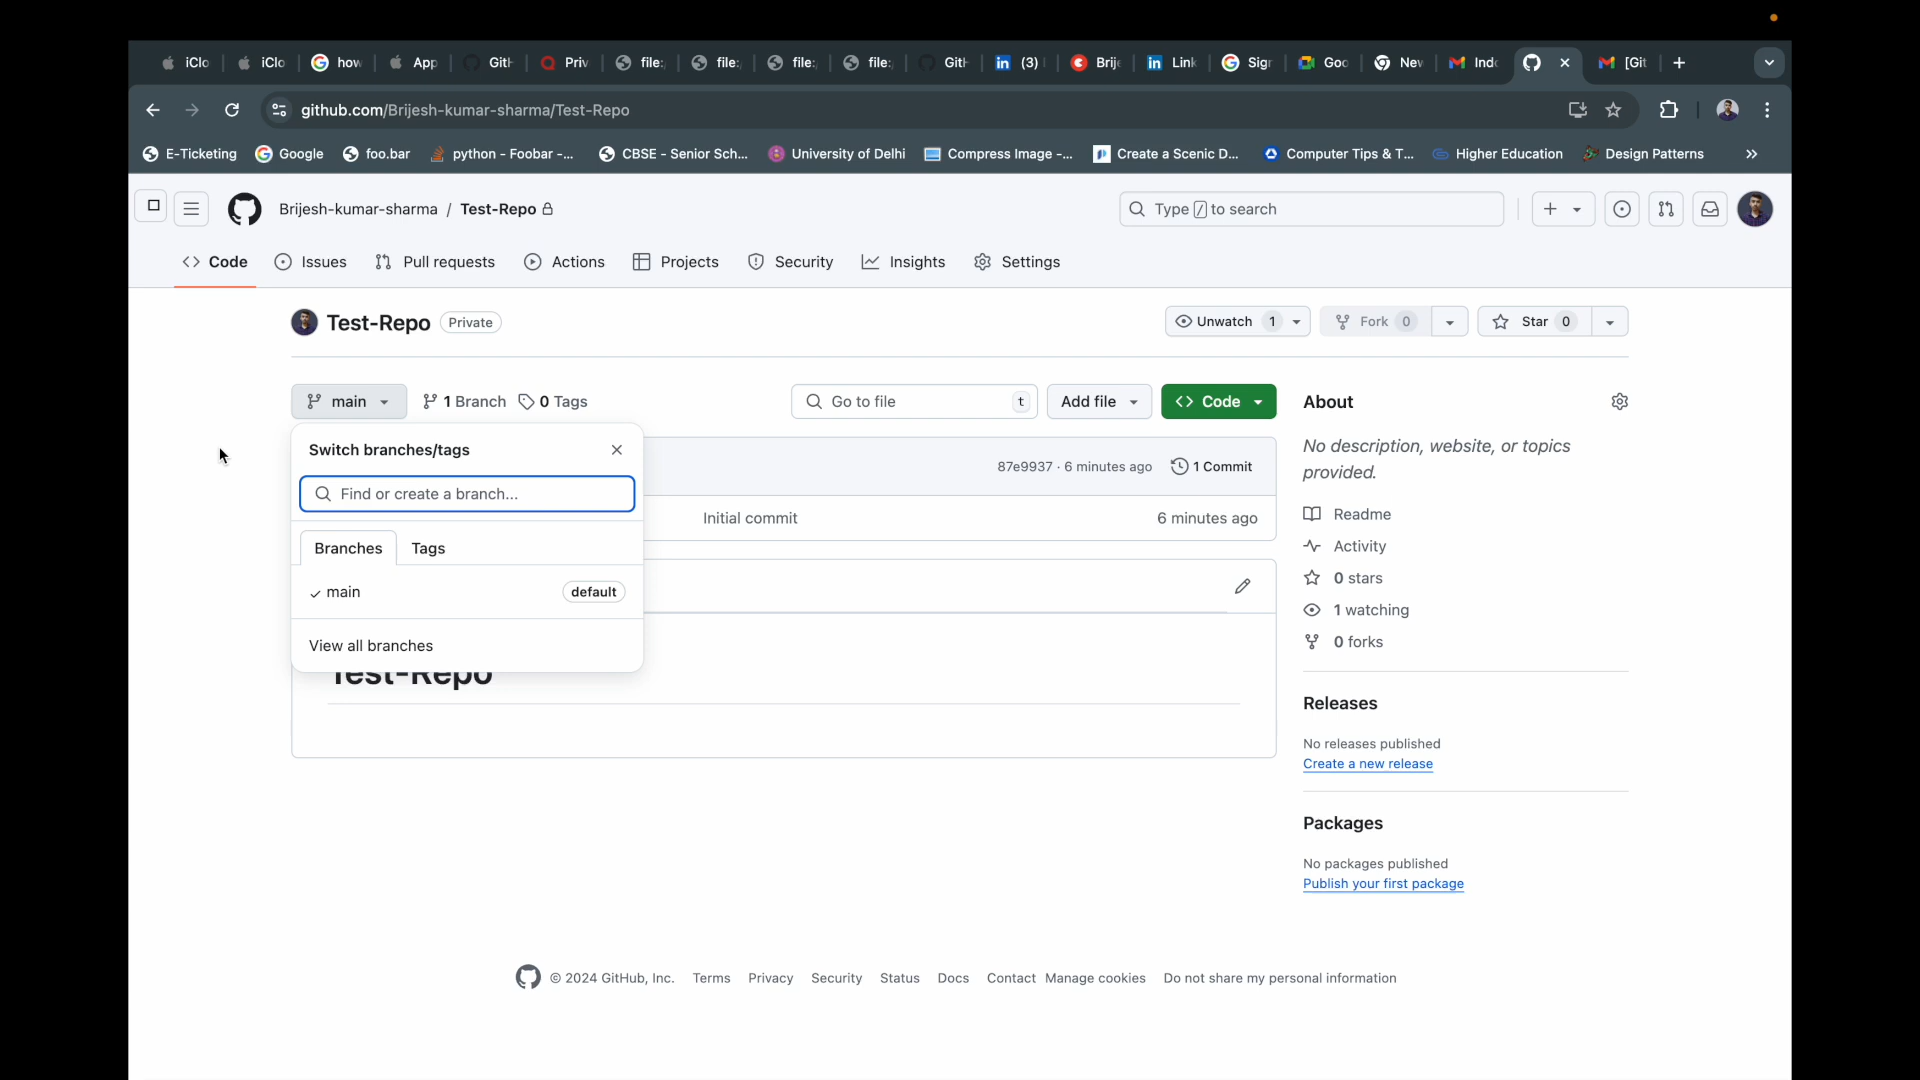 iClo iClo how App Gith Priv file: file: file: file: Gith (3) Brije Link Sign Goo New Indo [Git
github.com/Brijesh-kumar-sharma/Test-Repo
E-Ticketing Google foo.bar python - Foobar -... CBSE - Senior Sch... University of Delhi Compress Image -... Create a Scenic D... Computer Tips & T... Higher Education Design Patterns
Brijesh-kumar-sharma / Test-Repo
Type / to search
Code Issues Pull requests Actions Projects Security Insights Settings
Test-Repo Private
Unwatch 1 Fork 0 Star 0
main 1 Branch 0 Tags
Go to file t Add file Code
Switch branches/tags
Find or create a branch...
Branches Tags
main default
View all branches
87e9937 · 6 minutes ago 1 Commit
Initial commit 6 minutes ago
Test-Repo
About
No description, website, or topics
provided.
Readme
Activity
0 stars
1 watching
0 forks
Releases
No releases published
Create a new release
Packages
No packages published
Publish your first package
© 2024 GitHub, Inc. Terms Privacy Security Status Docs Contact Manage cookies Do not share my personal information